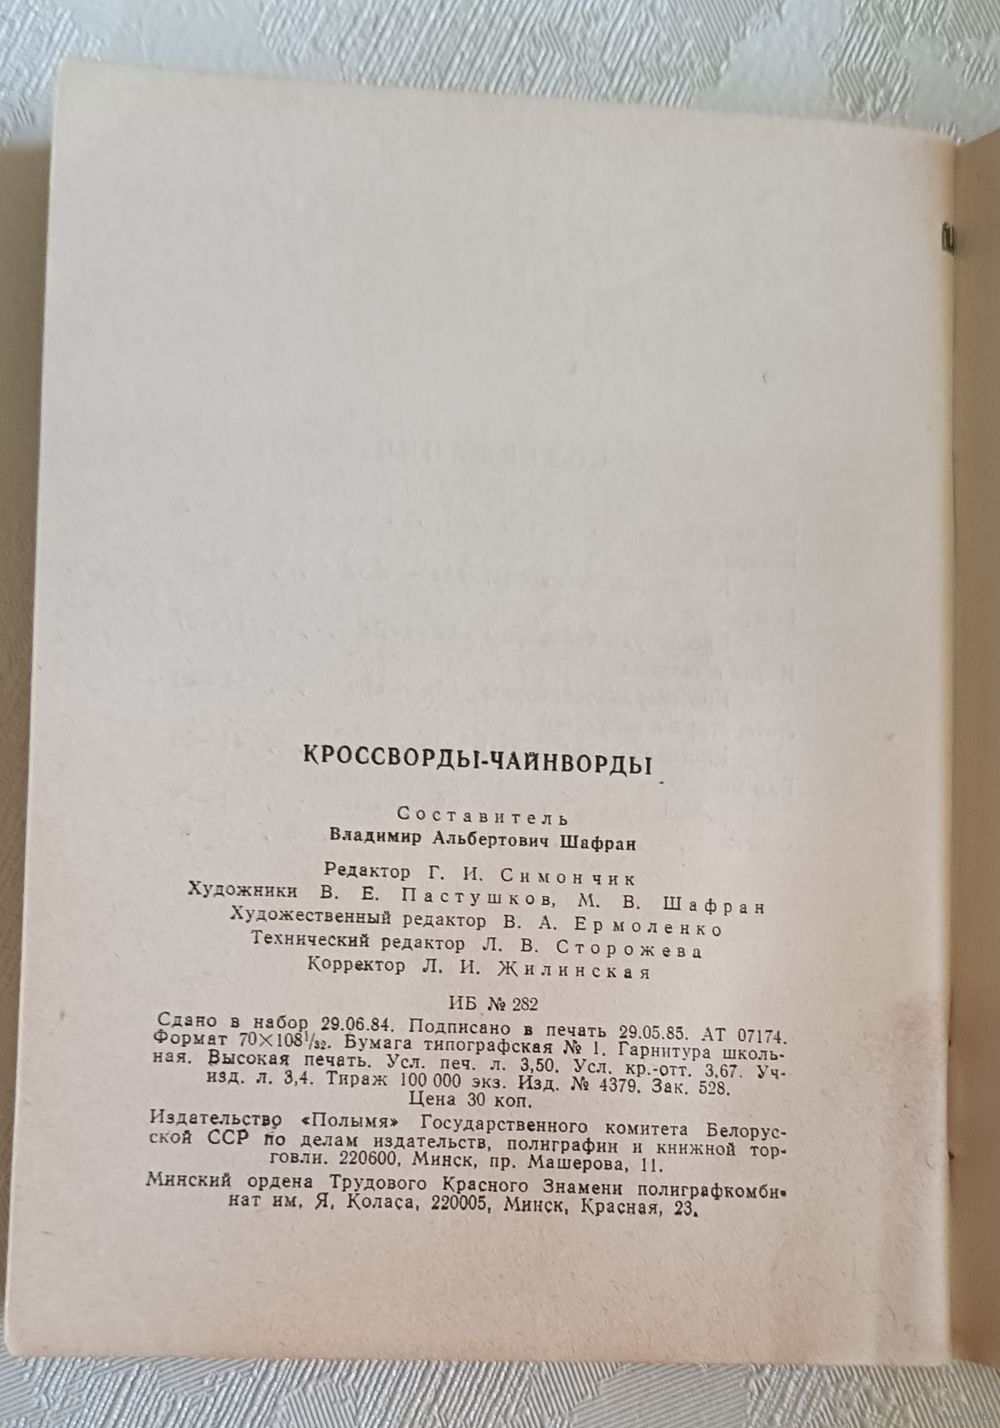 КРОССВОРДЫ-ЧАЙНВОРДЫ
Составитель
Владимир Альбертович Шафран
Редактор Г. И. Симончик
Художники В. Е. Пастушков, М. В. Шафран
Художественный редактор В. А. Ермоленко
Технический редактор Л. В. Сторожева
Корректор Л. И. Жилинская
ИБ № 282
Сдано в набор 29.06.84. Подписано в печать 29.05.85. АТ 07174.
Формат 70×108¹/₃₂. Бумага типографская № 1. Гарнитура школь-
ная. Высокая печать. Усл. печ. л. 3,50. Усл. кр.-отт. 3,67. Уч-
изд. л. 3,4. Тираж 100 000 экз. Изд. № 4379. Зак. 528.
Цена 30 коп.
Издательство «Полымя» Государственного комитета Белорус-
ской ССР по делам издательств, полиграфии и книжной тор-
говли. 220600, Минск, пр. Машерова, 11.
Минский ордена Трудового Красного Знамени полиграфкомби-
нат им. Я. Коласа, 220005, Минск, Красная, 23.